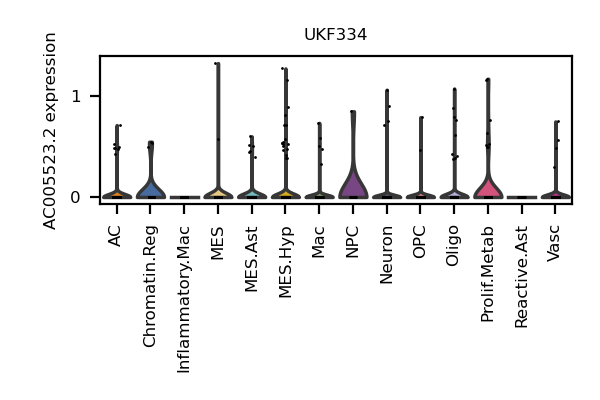 UKF334
AC005523.2 expression
1
0
AC
Chromatin.Reg
Inflammatory.Mac
MES
MES.Ast
MES.Hyp
Mac
NPC
Neuron
OPC
Oligo
Prolif.Metab
Reactive.Ast
Vasc